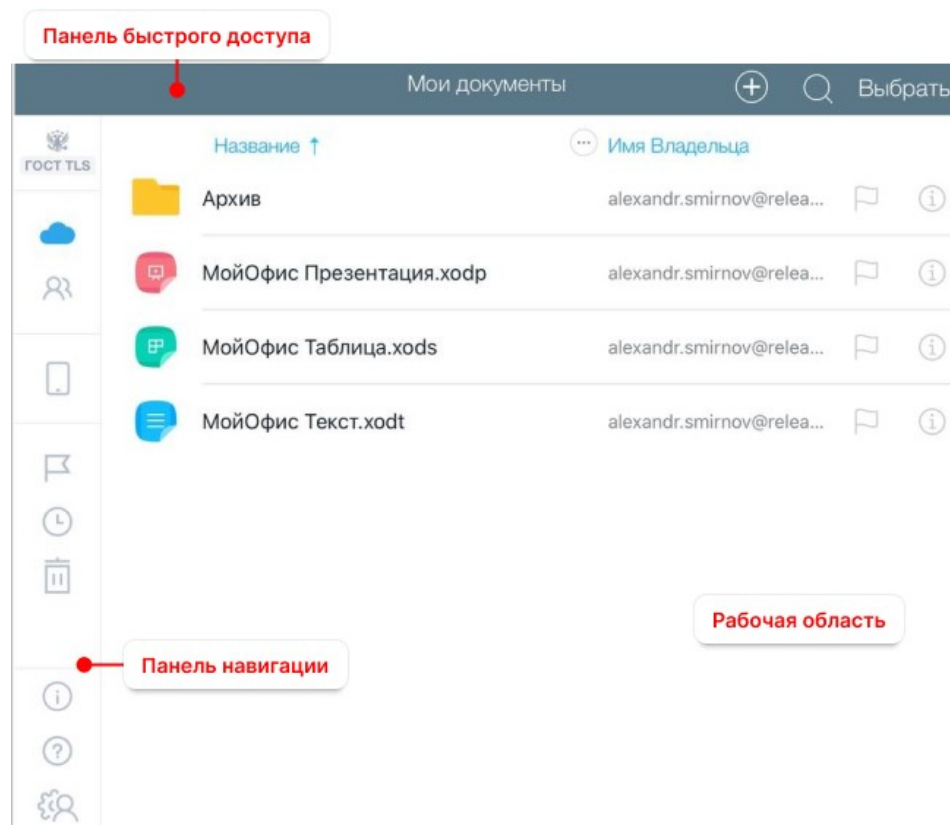 Панель быстрого доступа
Мои документы
Выбрать
ГОСТ TLS
Название ↑
Имя Владельца
Архив
alexandr.smirnov@relea...
МойОфис Презентация.xodp
alexandr.smirnov@relea...
МойОфис Таблица.xods
alexandr.smirnov@relea...
МойОфис Текст.xodt
alexandr.smirnov@relea...
Рабочая область
Панель навигации